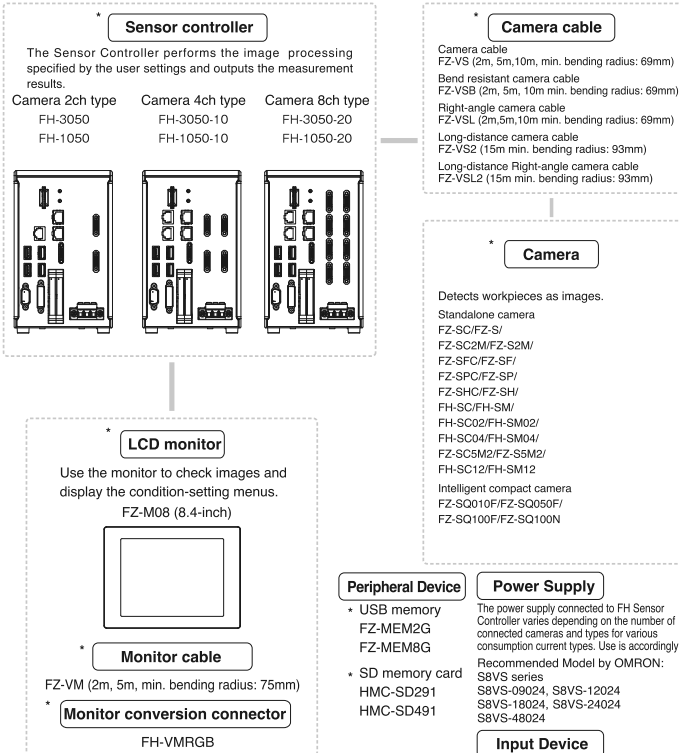 *
Sensor controller
The Sensor Controller performs the image processing
specified by the user settings and outputs the measurement
results.
Camera 2ch type Camera 4ch type Camera 8ch type
FH-3050 FH-3050-10 FH-3050-20
FH-1050 FH-1050-10 FH-1050-20
*
Camera cable
Camera cable
FZ-VS (2m, 5m,10m, min. bending radius: 69mm)
Bend resistant camera cable
FZ-VSB (2m, 5m, 10m min. bending radius: 69mm)
Right-angle camera cable
FZ-VSL (2m,5m,10m min. bending radius: 69mm)
Long-distance camera cable
FZ-VS2 (15m min. bending radius: 93mm)
Long-distance Right-angle camera cable
FZ-VSL2 (15m min. bending radius: 93mm)
*
Camera
Detects workpieces as images.
Standalone camera
FZ-SC/FZ-S/
FZ-SC2M/FZ-S2M/
FZ-SFC/FZ-SF/
FZ-SPC/FZ-SP/
FZ-SHC/FZ-SH/
FH-SC/FH-SM/
FH-SC02/FH-SM02/
FH-SC04/FH-SM04/
FZ-SC5M2/FZ-S5M2/
FH-SC12/FH-SM12
Intelligent compact camera
FZ-SQ010F/FZ-SQ050F/
FZ-SQ100F/FZ-SQ100N
*
LCD monitor
Use the monitor to check images and
display the condition-setting menus.
FZ-M08 (8.4-inch)
*
Monitor cable
FZ-VM (2m, 5m, min. bending radius: 75mm)
*
Monitor conversion connector
FH-VMRGB
Peripheral Device
* USB memory
FZ-MEM2G
FZ-MEM8G
* SD memory card
HMC-SD291
HMC-SD491
Power Supply
The power supply connected to FH Sensor
Controller varies depending on the number of
connected cameras and types for various
consumption current types. Use is accordingly
Recommended Model by OMRON:
S8VS series
S8VS-09024, S8VS-12024
S8VS-18024, S8VS-24024
S8VS-48024
Input Device